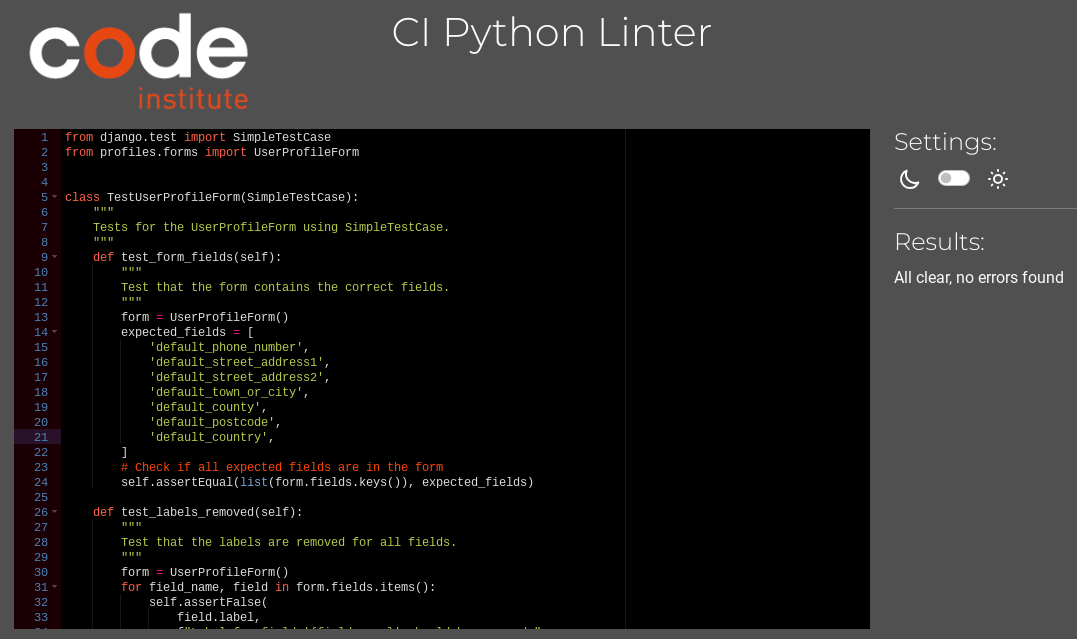 code
institute
CI Python Linter
1 from django.test import SimpleTestCase
2 from profiles.forms import UserProfileForm
3
4
5 class TestUserProfileForm(SimpleTestCase):
6     """
7     Tests for the UserProfileForm using SimpleTestCase.
8     """
9     def test_form_fields(self):
10         """
11         Test that the form contains the correct fields.
12         """
13         form = UserProfileForm()
14         expected_fields = [
15             'default_phone_number',
16             'default_street_address1',
17             'default_street_address2',
18             'default_town_or_city',
19             'default_county',
20             'default_postcode',
21             'default_country',
22         ]
23         # Check if all expected fields are in the form
24         self.assertEqual(list(form.fields.keys()), expected_fields)
25
26     def test_labels_removed(self):
27         """
28         Test that the labels are removed for all fields.
29         """
30         form = UserProfileForm()
31         for field_name, field in form.fields.items():
32             self.assertFalse(
33                 field.label,
Settings:
Results:
All clear, no errors found